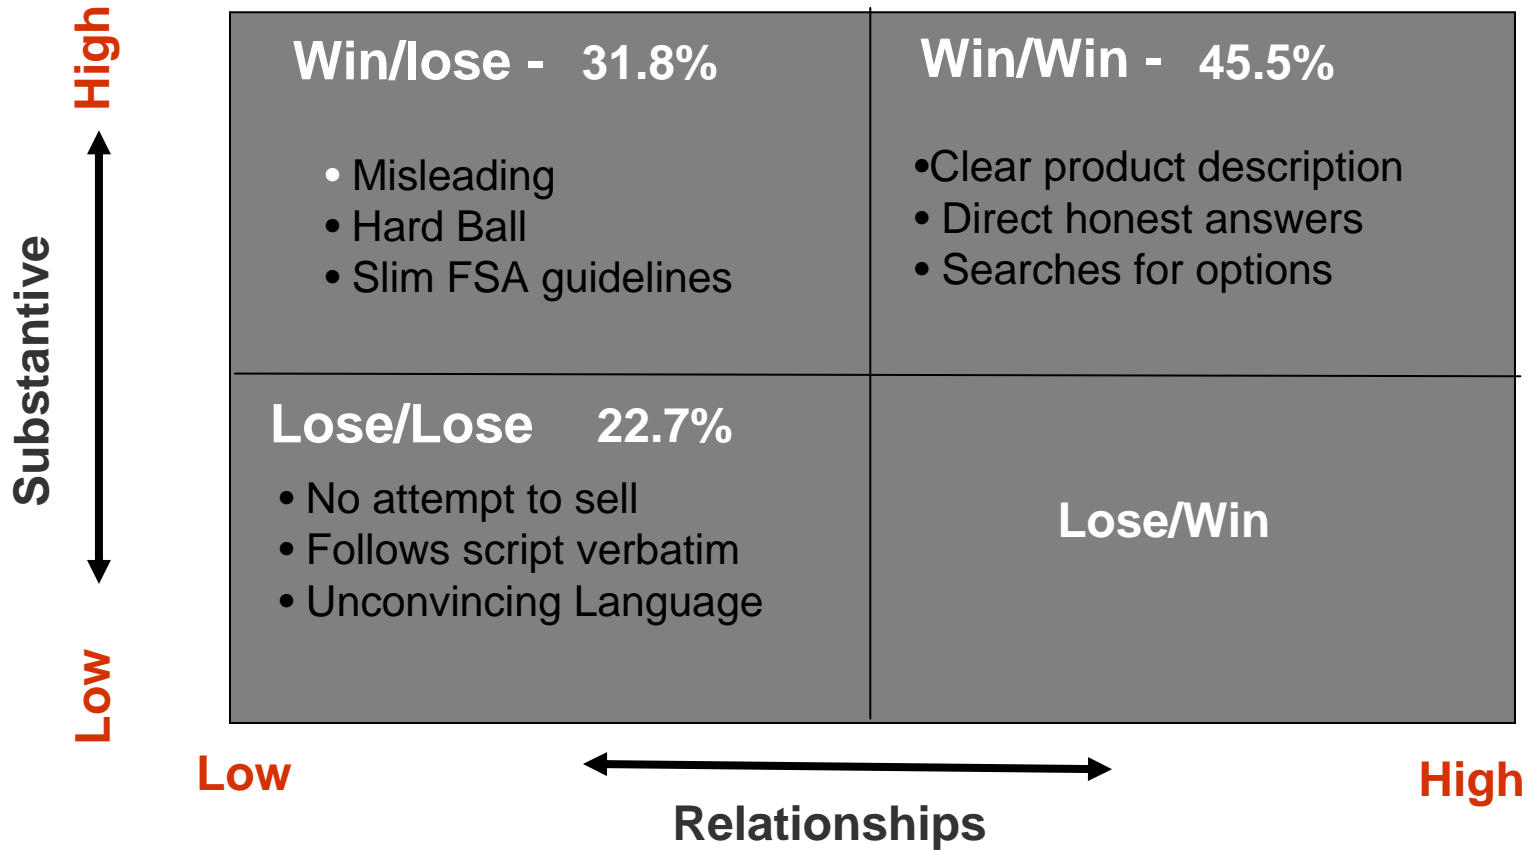 High
Substantive
Low
Win/lose - 31.8%
• Misleading
• Hard Ball
• Slim FSA guidelines
Win/Win - 45.5%
•Clear product description
• Direct honest answers
• Searches for options
Lose/Lose 22.7%
• No attempt to sell
• Follows script verbatim
• Unconvincing Language
Lose/Win
Low
High
Relationships